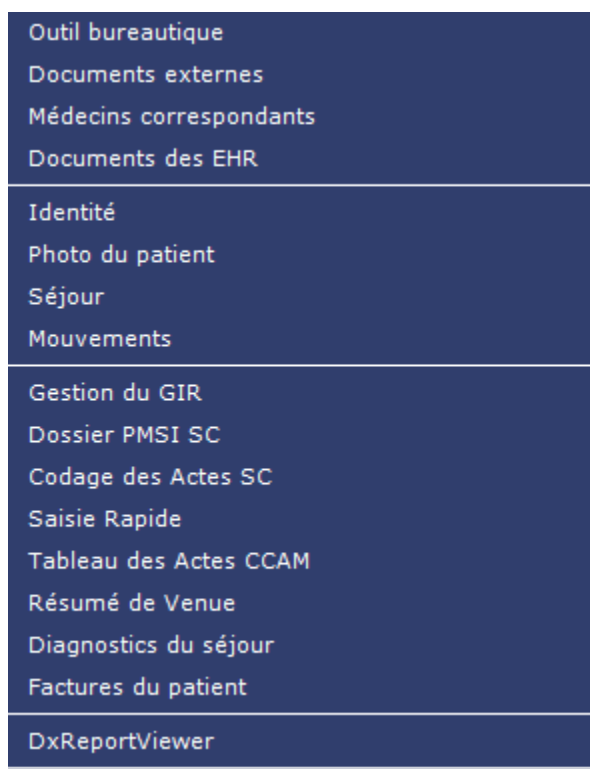 Outil bureautique
Documents externes
Médecins correspondants
Documents des EHR
Identité
Photo du patient
Séjour
Mouvements
Gestion du GIR
Dossier PMSI SC
Codage des Actes SC
Saisie Rapide
Tableau des Actes CCAM
Résumé de Venue
Diagnostics du séjour
Factures du patient
DxReportViewer